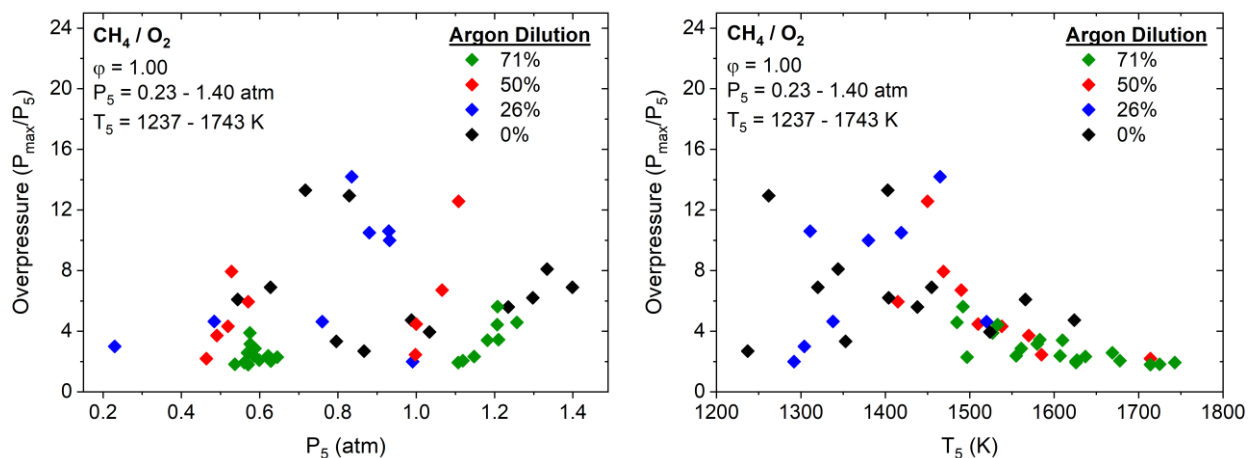 CH₄ / O₂
φ = 1.00
P₅ = 0.23 - 1.40 atm
T₅ = 1237 - 1743 K
Argon Dilution
71%
50%
26%
0%
Overpressure (Pmax/P₅)
24
20
16
12
8
4
0
0.2 0.4 0.6 0.8 1.0 1.2 1.4
P₅ (atm)
CH₄ / O₂
φ = 1.00
P₅ = 0.23 - 1.40 atm
T₅ = 1237 - 1743 K
Argon Dilution
71%
50%
26%
0%
Overpressure (Pmax/P₅)
24
20
16
12
8
4
0
1200 1300 1400 1500 1600 1700 1800
T₅ (K)